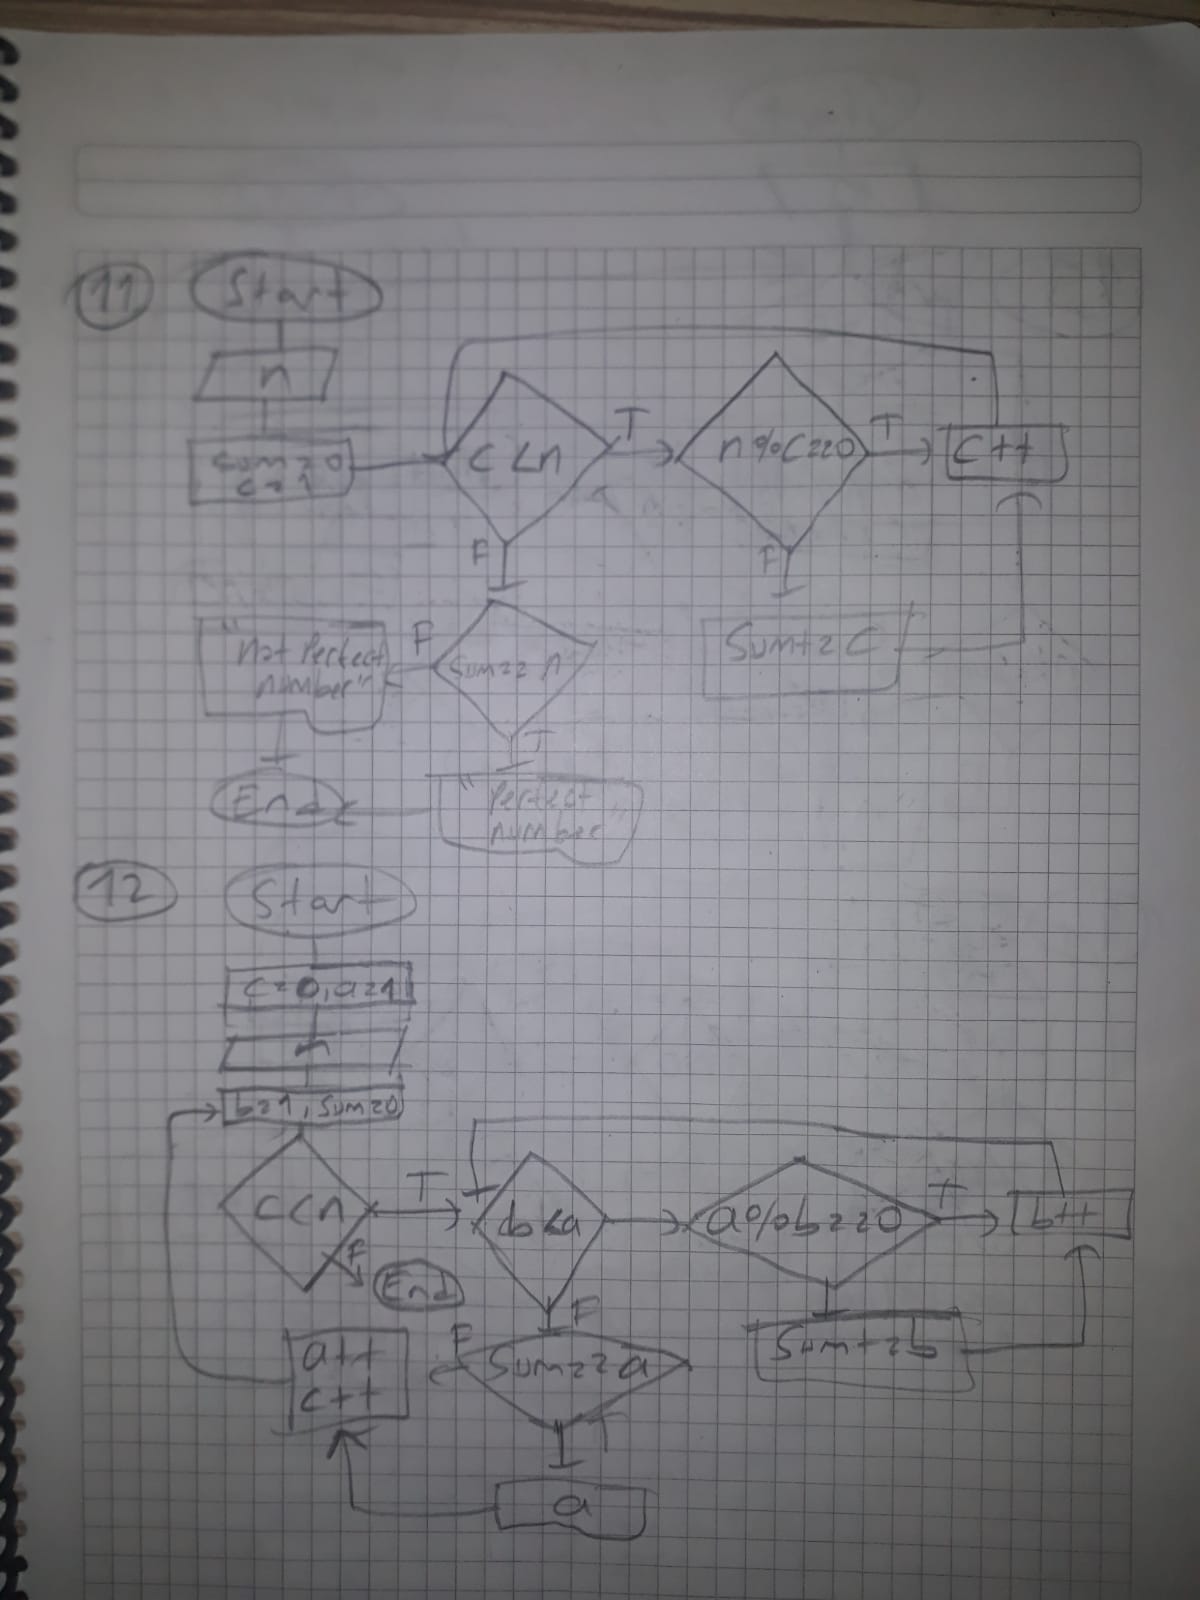 11
Start
n
sum=0
c=1
c<n
T
n%c==0
T
c++
F
F
Sum+=c
Sum==n
F
"Not Perfect
number"
T
"Perfect
number"
End
12
Start
c=0,a=1
n
b=1, sum=0
c<n
T
b<a
a%b==0
T
b++
F
End
F
Sum+=b
Sum==a
F
a++
c++
a